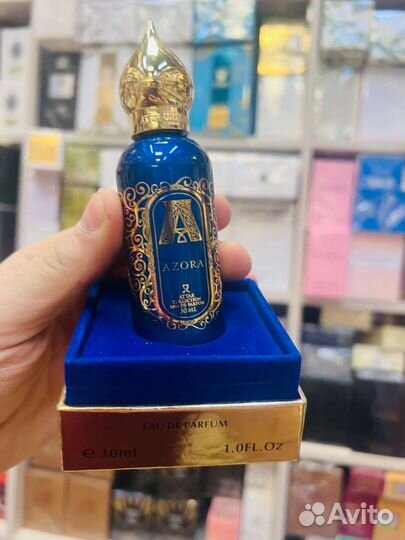 A
AZORA
ATTAR
COLLECTION
EAU DE PARFUM
30 ML
EAU DE PARFUM
e 30ml
1.0FL.Oz
Avito